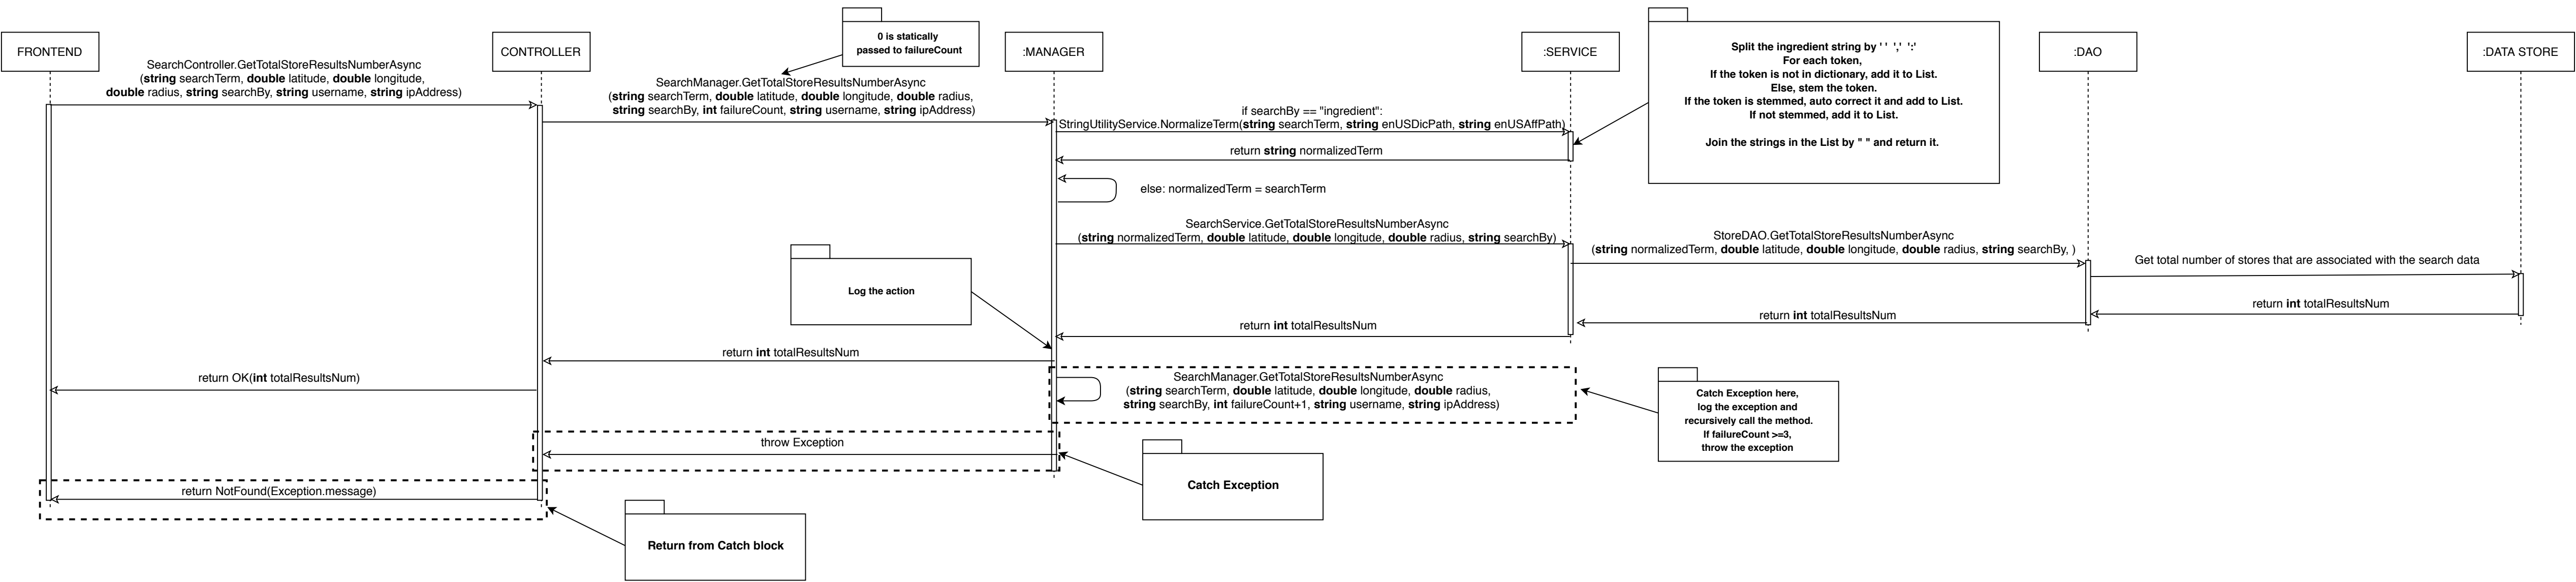 FRONTEND
CONTROLLER
:MANAGER
:SERVICE
:DAO
:DATA STORE
0 is statically
passed to failureCount
Split the ingredient string by ' '  ','  ':'
For each token,
If the token is not in dictionary, add it to List.
Else, stem the token.
If the token is stemmed, auto correct it and add to List.
If not stemmed, add it to List.
Join the strings in the List by " " and return it.
SearchController.GetTotalStoreResultsNumberAsync
(string searchTerm, double latitude, double longitude,
double radius, string searchBy, string username, string ipAddress)
SearchManager.GetTotalStoreResultsNumberAsync
(string searchTerm, double latitude, double longitude, double radius,
string searchBy, int failureCount, string username, string ipAddress)
if searchBy == "ingredient":
StringUtilityService.NormalizeTerm(string searchTerm, string enUSDicPath, string enUSAffPath)
return string normalizedTerm
else: normalizedTerm = searchTerm
SearchService.GetTotalStoreResultsNumberAsync
(string normalizedTerm, double latitude, double longitude, double radius, string searchBy)
StoreDAO.GetTotalStoreResultsNumberAsync
(string normalizedTerm, double latitude, double longitude, double radius, string searchBy, )
Get total number of stores that are associated with the search data
Log the action
return int totalResultsNum
return int totalResultsNum
return int totalResultsNum
return int totalResultsNum
return OK(int totalResultsNum)
SearchManager.GetTotalStoreResultsNumberAsync
(string searchTerm, double latitude, double longitude, double radius,
string searchBy, int failureCount+1, string username, string ipAddress)
Catch Exception here,
log the exception and
recursively call the method.
If failureCount >=3,
throw the exception
throw Exception
Catch Exception
return NotFound(Exception.message)
Return from Catch block